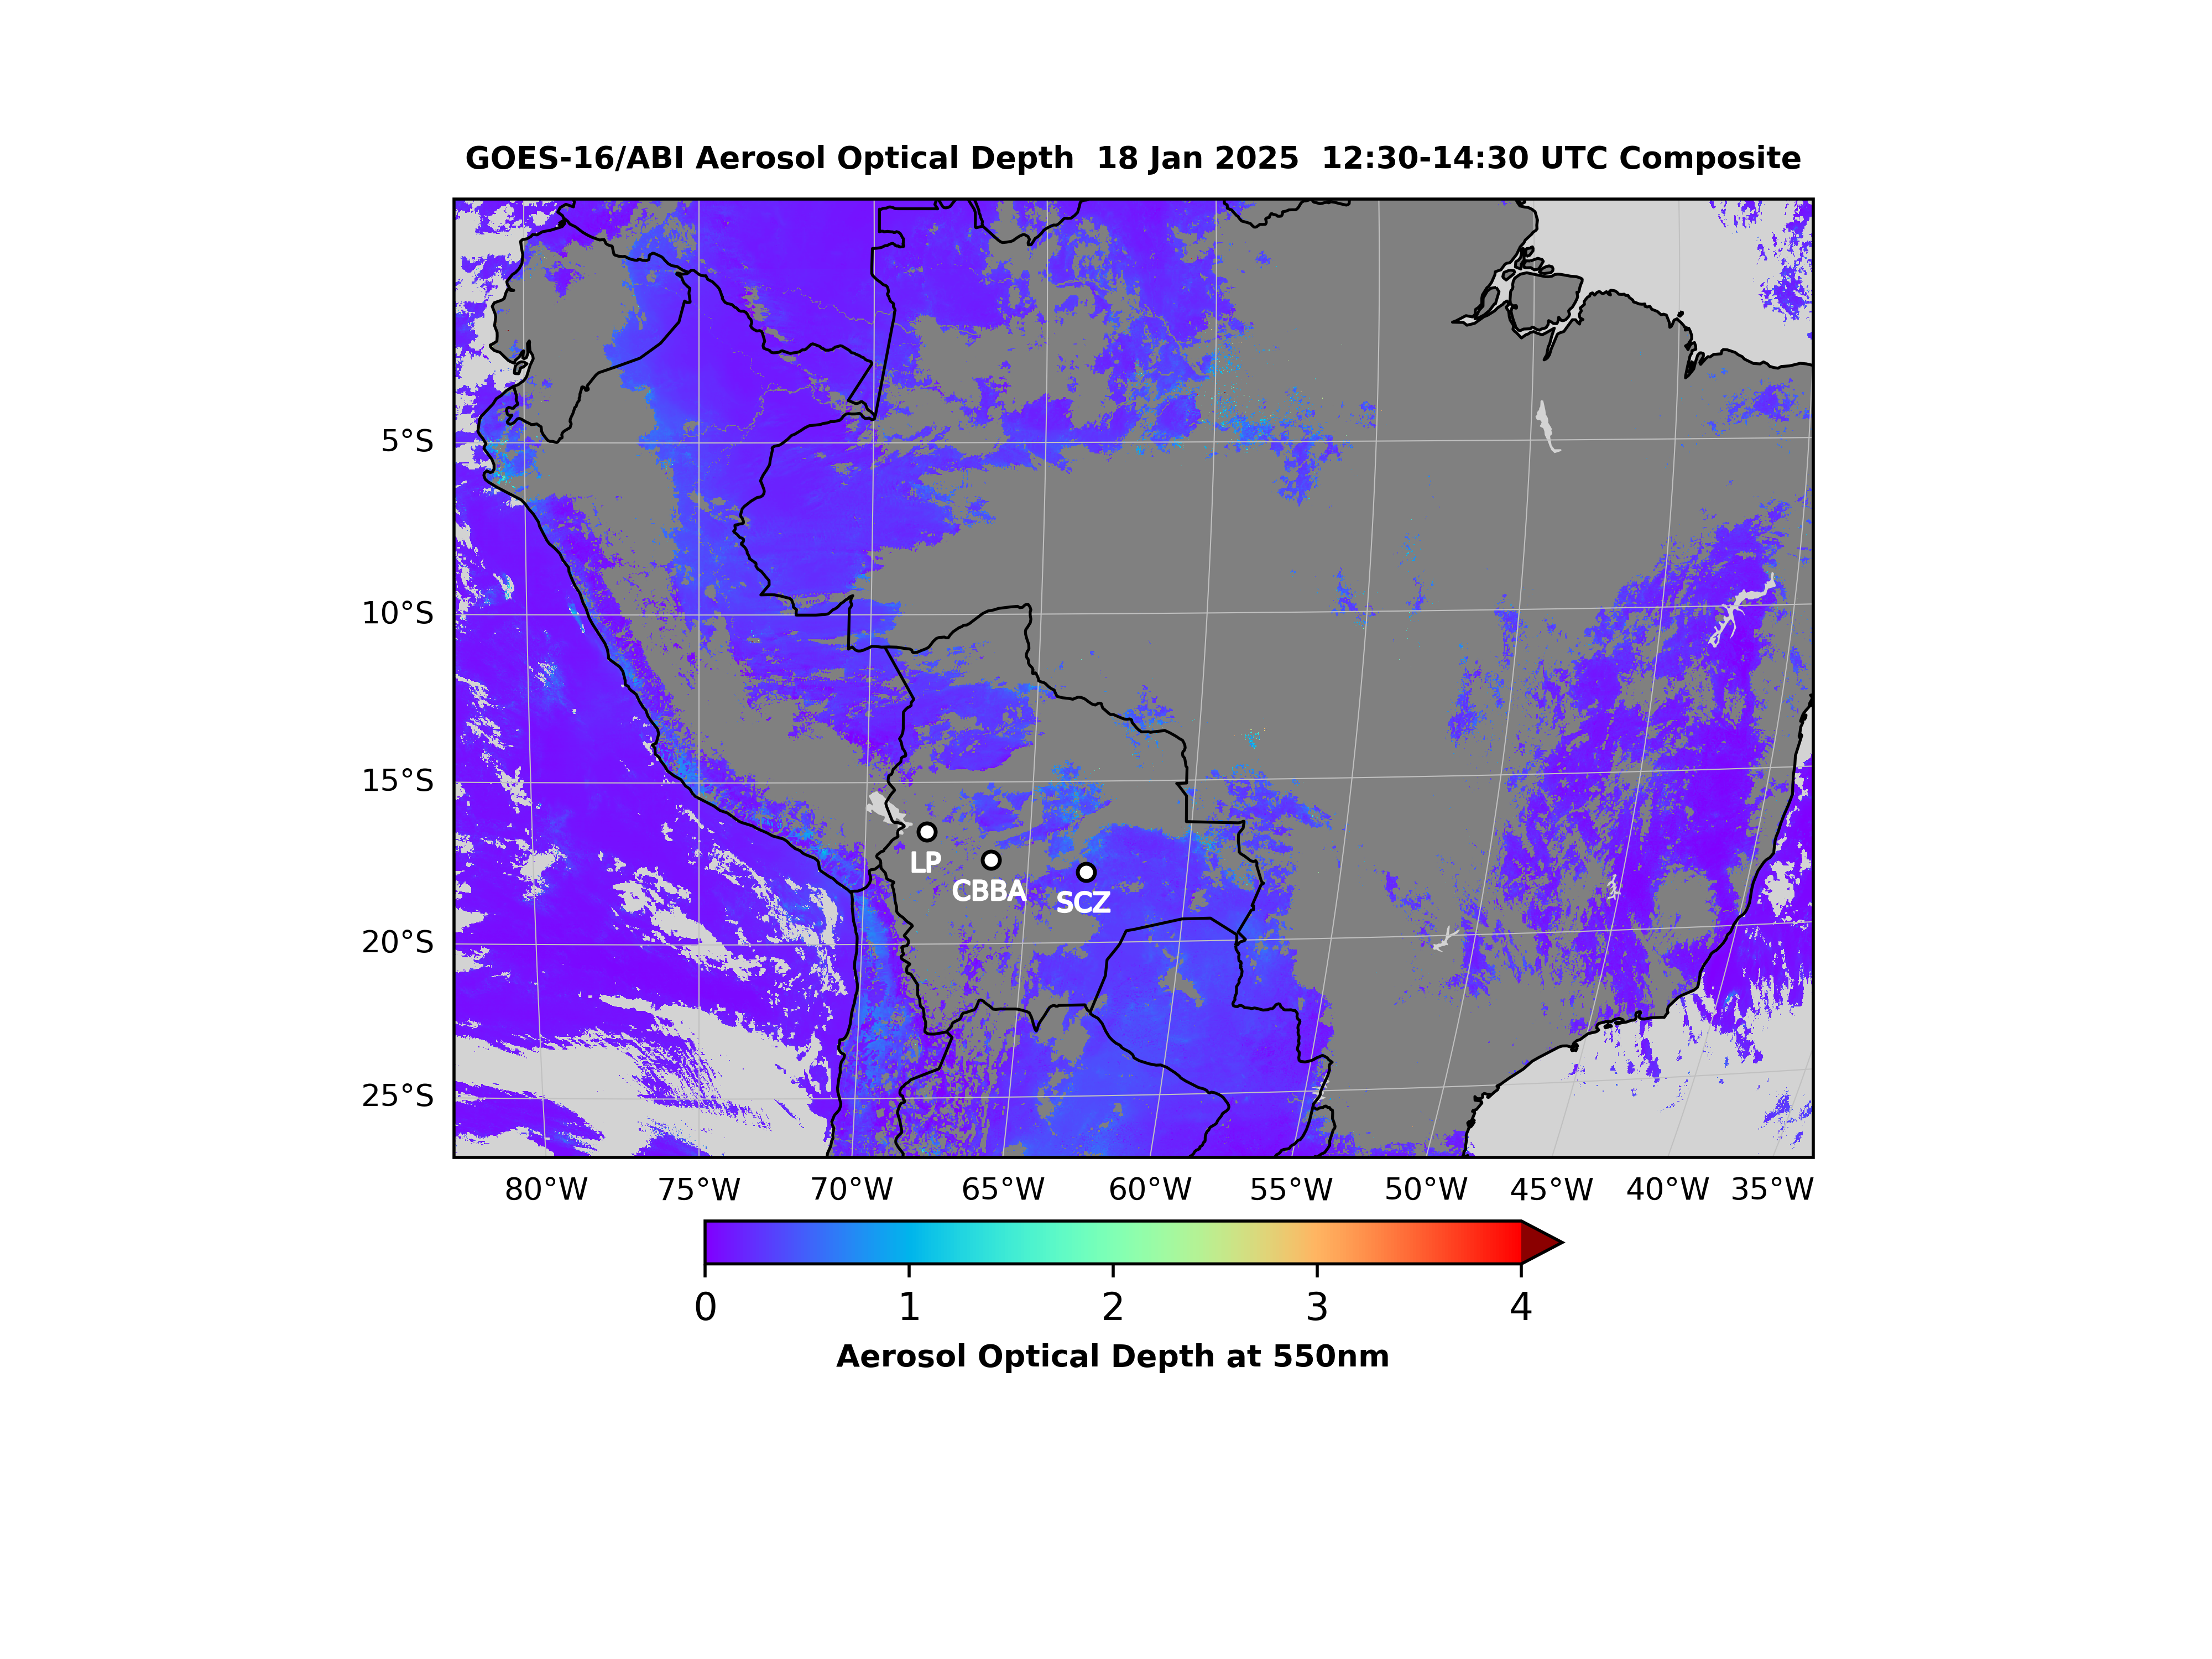 GOES-16/ABI Aerosol Optical Depth  18 Jan 2025  12:30-14:30 UTC Composite
5°S
10°S
15°S
LP
CBBA
SCZ
20°S
25°S
80°W 75°W 70°W 65°W 60°W 55°W 50°W 45°W 40°W 35°W
0 1 2 3 4
Aerosol Optical Depth at 550nm